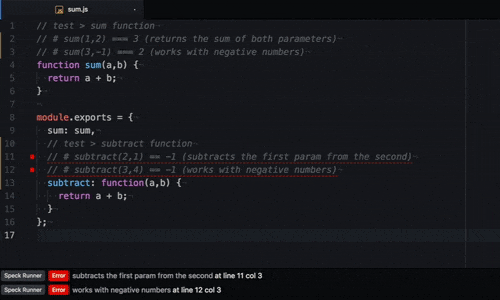 sum.js
1 // test > sum function
2 // # sum(1,2) === 3 (returns the sum of both parameters)
3 // # sum(3,-1) === 2 (works with negative numbers)
4 function sum(a,b) {
5 return a + b;
6 }
7
8 module.exports = {
9 sum: sum,
10 // test > subtract function
11 // # subtract(2,1) == -1 (subtracts the first param from the second)
12 // # subtract(3,4) == -1 (works with negative numbers)
13 subtract: function(a,b) {
14 return a + b;
15 }
16 };
17
Speck Runner Error subtracts the first param from the second at line 11 col 3
Speck Runner Error works with negative numbers at line 12 col 3